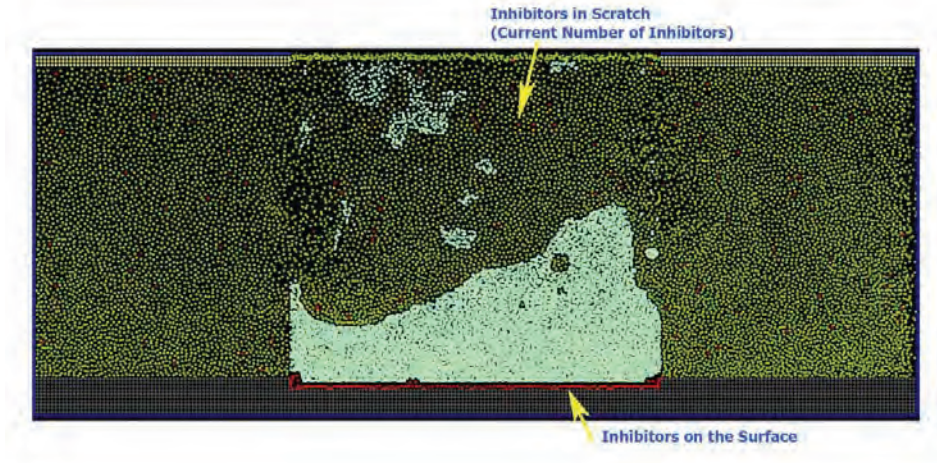 Inhibitors in Scratch
(Current Number of Inhibitors)
Inhibitors on the Surface